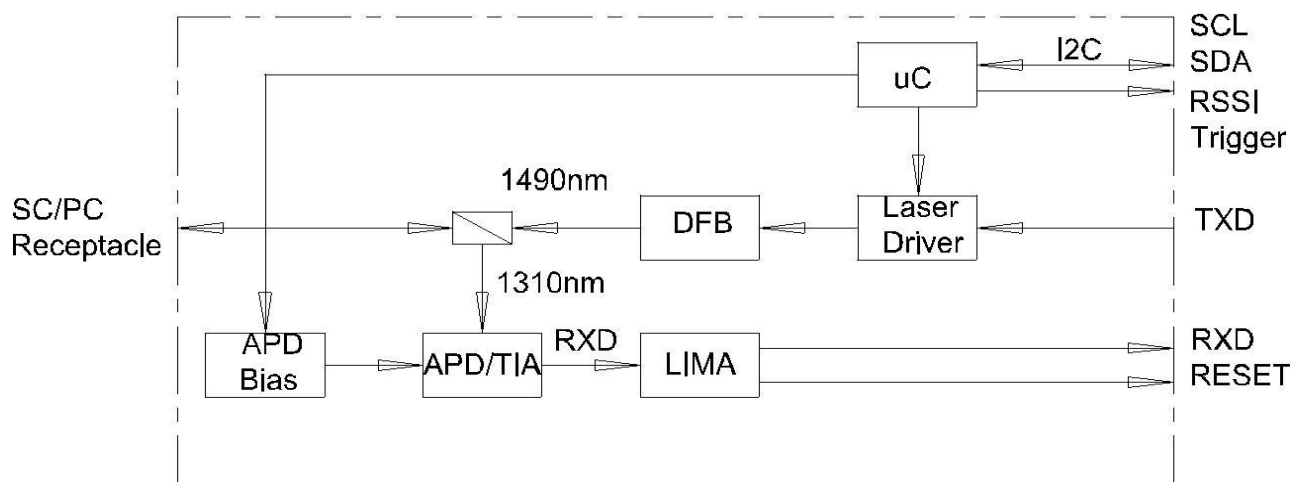 SCL
I2C
SDA
uC
RSSI
Trigger
1490nm
SC/PC
Receptacle
DFB
Laser
Driver
TXD
1310nm
APD
Bias
APD/TIA
RXD
LIMA
RXD
RESET